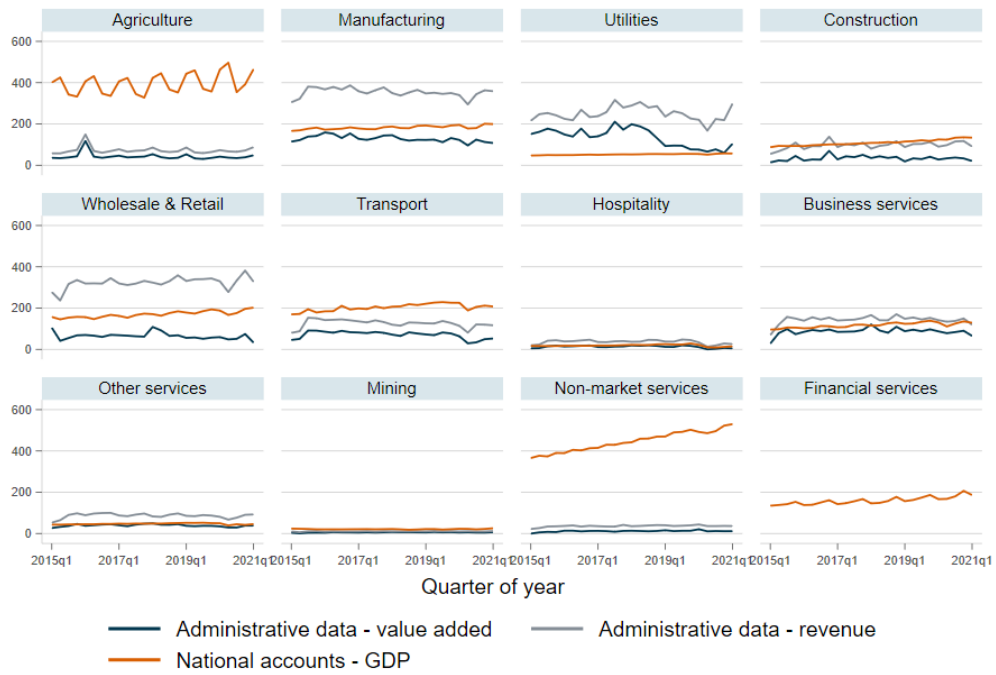 Agriculture Manufacturing Utilities Construction
600
400
200
0
Wholesale & Retail Transport Hospitality Business services
600
400
200
0
Other services Mining Non-market services Financial services
600
400
200
0
2015q1 2017q1 2019q1 2021q1 2015q1 2017q1 2019q1 2021q1 2015q1 2017q1 2019q1 2021q1 2015q1 2017q1 2019q1 2021q1
Quarter of year
Administrative data - value added Administrative data - revenue
National accounts - GDP